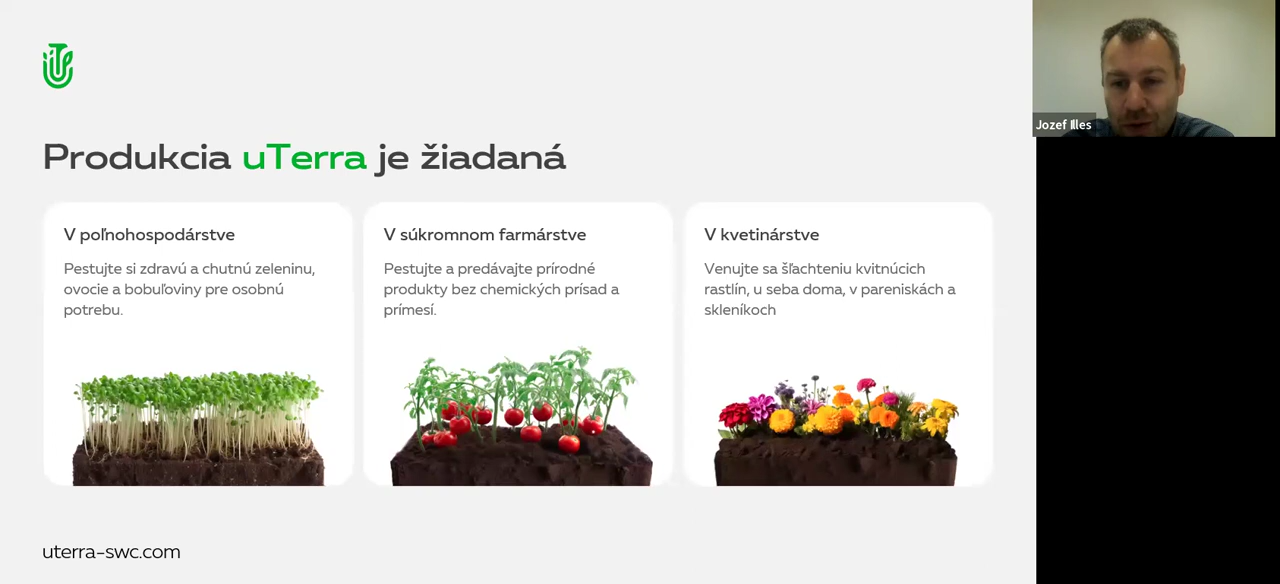 Produkcia uTerra je žiadaná
V poľnohospodárstve
Pestujte si zdravú a chutnú zeleninu,
ovocie a bobuľoviny pre osobnú
potrebu.
V súkromnom farmárstve
Pestujte a predávajte prírodné
produkty bez chemických prísad a
prímesí.
V kvetinárstve
Venujte sa šľachteniu kvitnúcich
rastlín, u seba doma, v pareniskách a
skleníkoch
uterra-swc.com
Jozef Illes